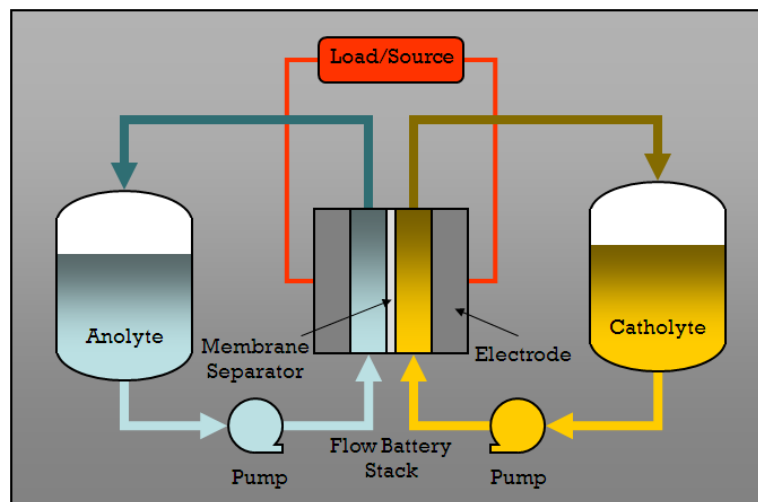 Load/Source
Anolyte
Catholyte
Membrane
Separator
Electrode
Flow Battery
Stack
Pump
Pump